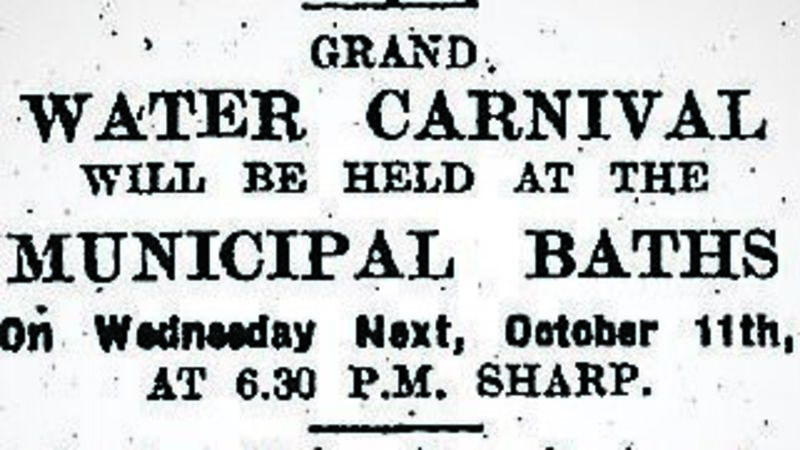 GRAND
WATER CARNIVAL
WILL BE HELD AT THE
MUNICIPAL BATHS
On Wednesday Next, October 11th,
AT 6.30 P.M. SHARP.